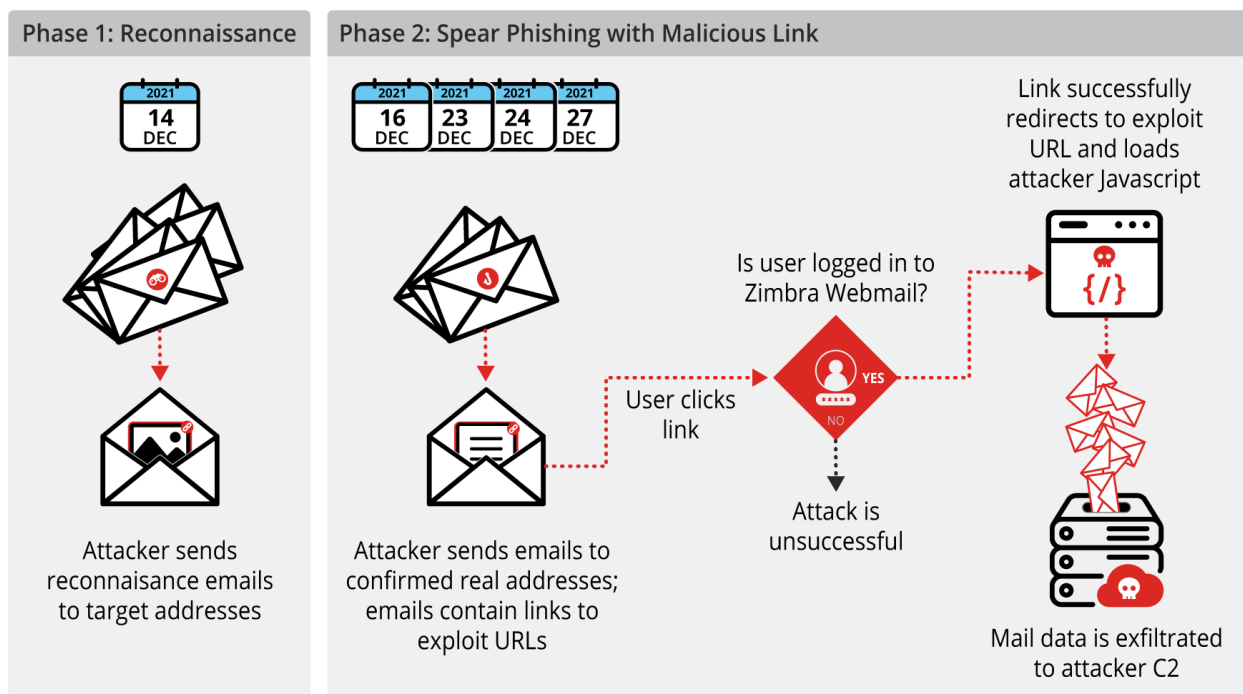 Phase 1: Reconnaissance
2021
14
DEC
Attacker sends
reconnaisance emails
to target addresses
Phase 2: Spear Phishing with Malicious Link
2021
16
DEC
2021
23
DEC
2021
24
DEC
2021
27
DEC
Attacker sends emails to
confirmed real addresses;
emails contain links to
exploit URLs
User clicks
link
Is user logged in to
Zimbra Webmail?
YES
NO
Attack is
unsuccessful
Link successfully
redirects to exploit
URL and loads
attacker Javascript
{/}
Mail data is exfiltrated
to attacker C2